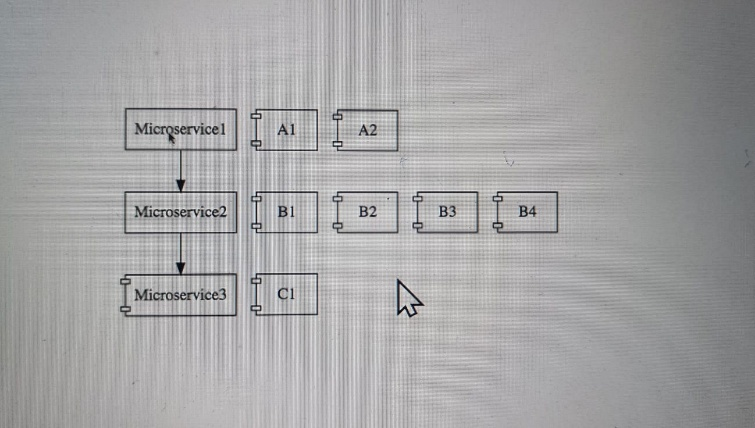 Microservice1 A1 A2
Microservice2 B1 B2 B3 B4
Microservice3 C1